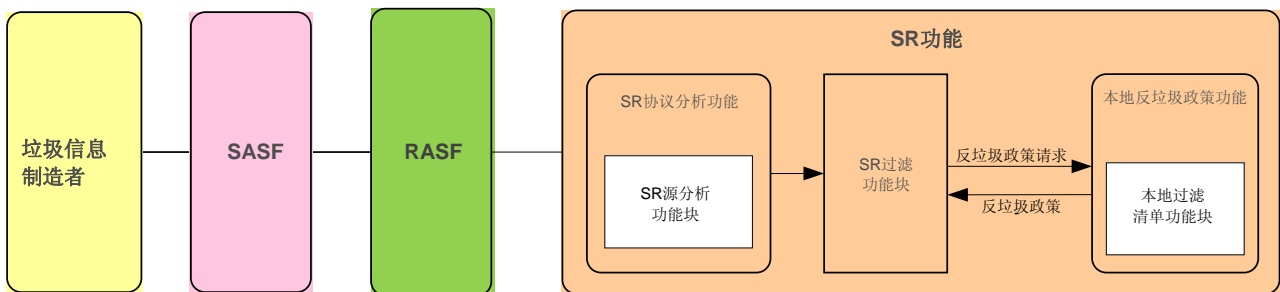 垃圾信息
制造者
SASF
RASF
SR功能
SR协议分析功能
SR源分析
功能块
SR过滤
功能块
反垃圾政策请求
反垃圾政策
本地反垃圾政策功能
本地过滤
清单功能块